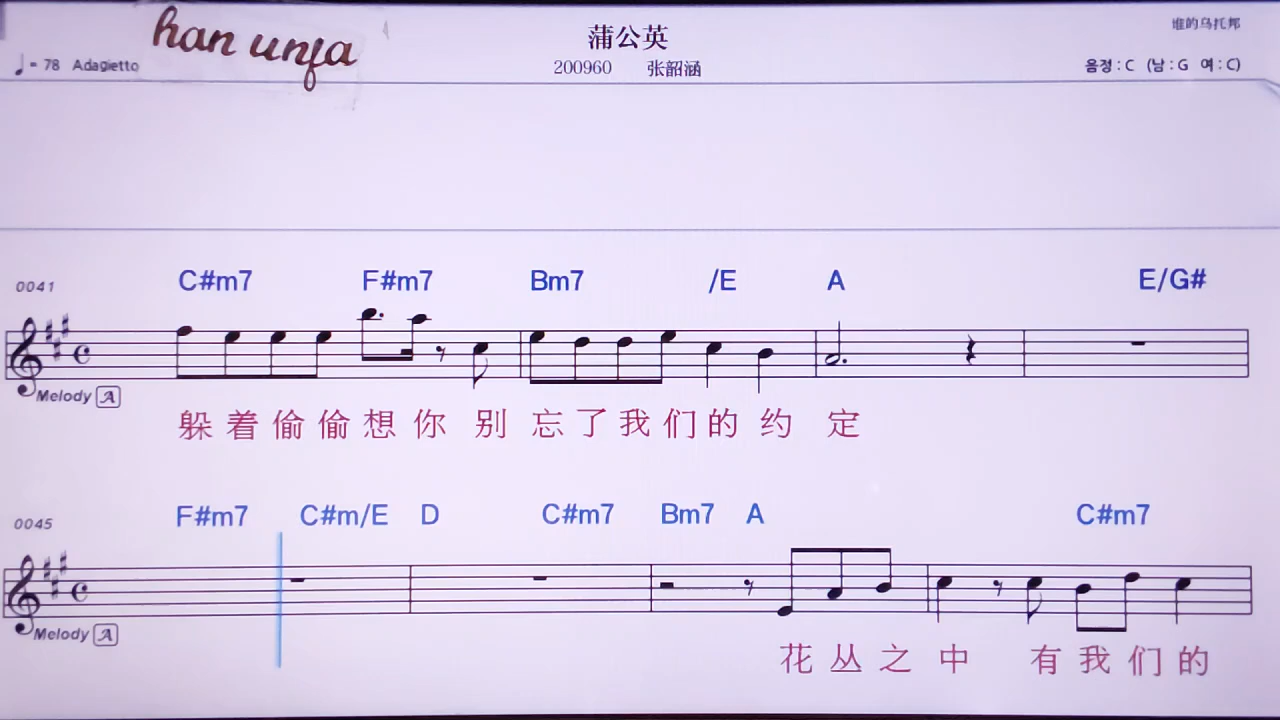 han unfa
蒲公英
谁的乌托邦
♩= 78 Adagietto
200960 张韶涵
음정 : C (남 : G 여 : C)
0041 C#m7 F#m7 Bm7 /E A E/G#
Melody A
躲着偷偷想你 别 忘了我们的约 定
0045 F#m7 C#m/E D C#m7 Bm7 A C#m7
Melody A
花丛之中 有我们的